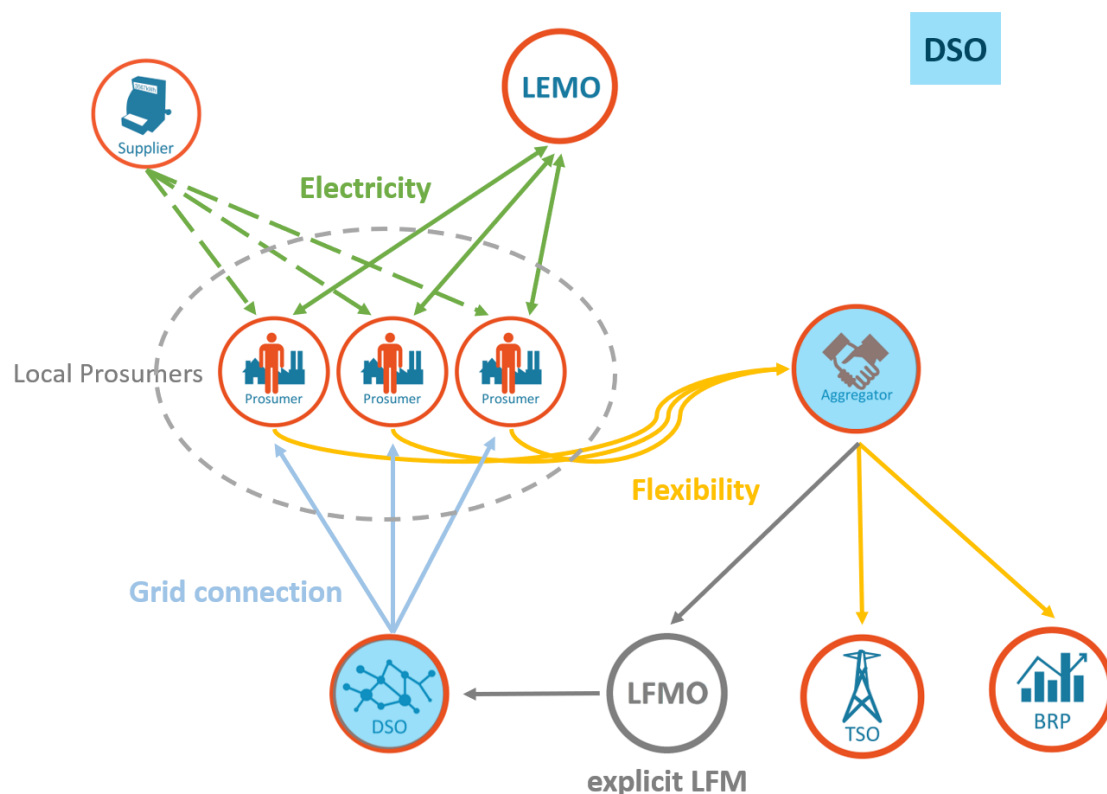 DSO
LEMO
Supplier
Electricity
Local Prosumers
Prosumer
Prosumer
Prosumer
Aggregator
Flexibility
Grid connection
DSO
LFMO
TSO
BRP
explicit LFM